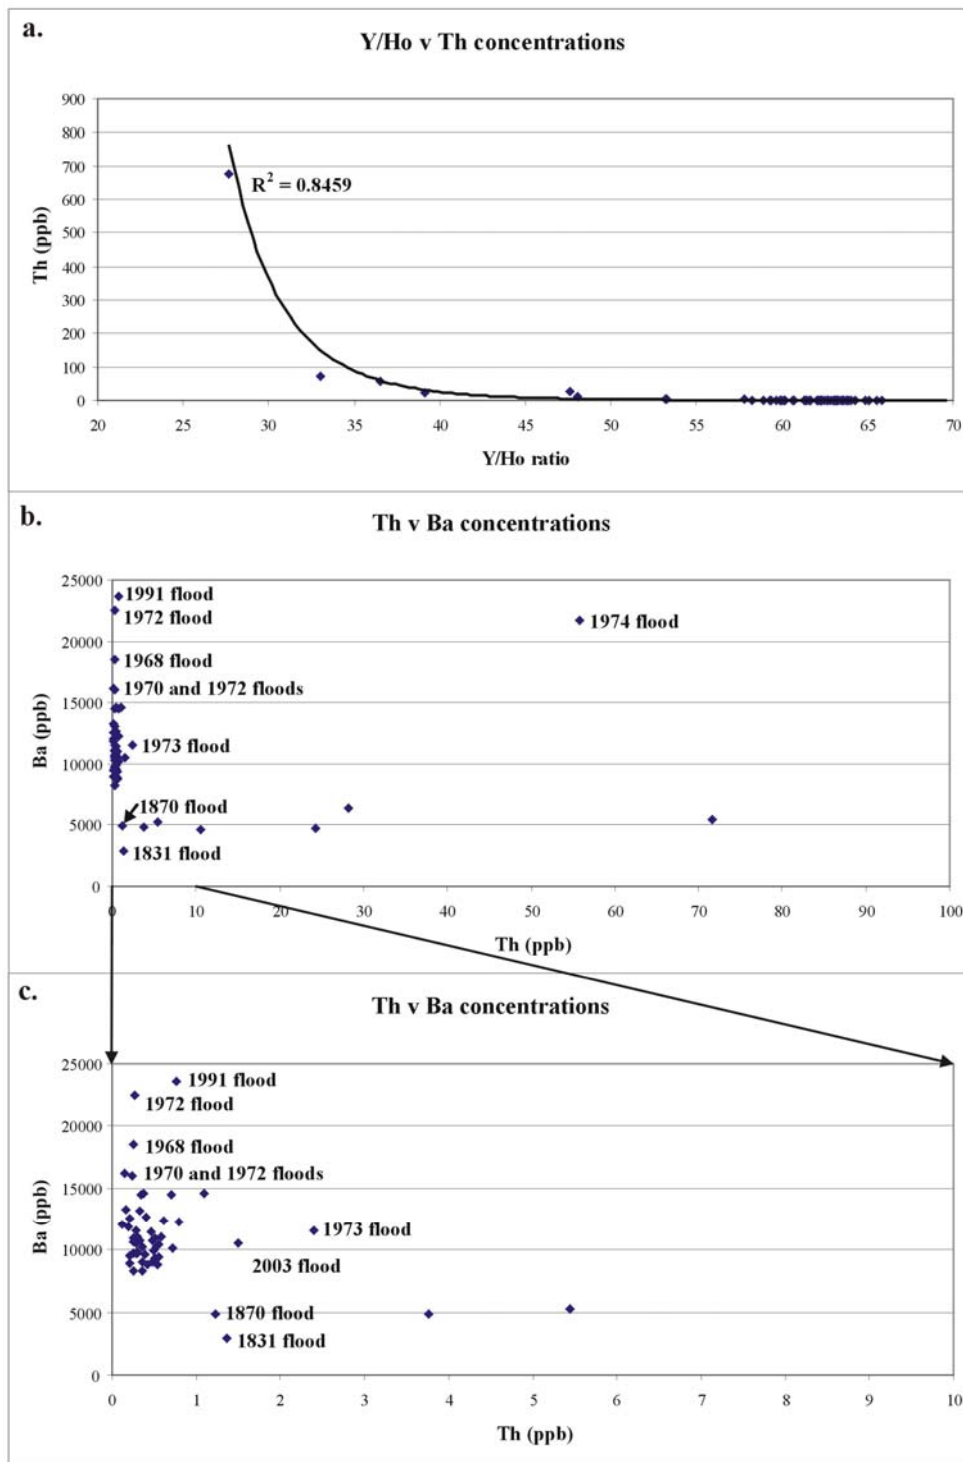 a.
Y/Ho v Th concentrations
900
800
700
600
500
400
300
200
100
0
Th (ppb)
R² = 0.8459
20 25 30 35 40 45 50 55 60 65 70
Y/Ho ratio
b.
Th v Ba concentrations
25000
20000
15000
10000
5000
0
Ba (ppb)
1991 flood
1972 flood
1974 flood
1968 flood
1970 and 1972 floods
1973 flood
1870 flood
1831 flood
0 10 20 30 40 50 60 70 80 90 100
Th (ppb)
c.
Th v Ba concentrations
25000
20000
15000
10000
5000
0
Ba (ppb)
1991 flood
1972 flood
1968 flood
1970 and 1972 floods
1973 flood
2003 flood
1870 flood
1831 flood
0 1 2 3 4 5 6 7 8 9 10
Th (ppb)